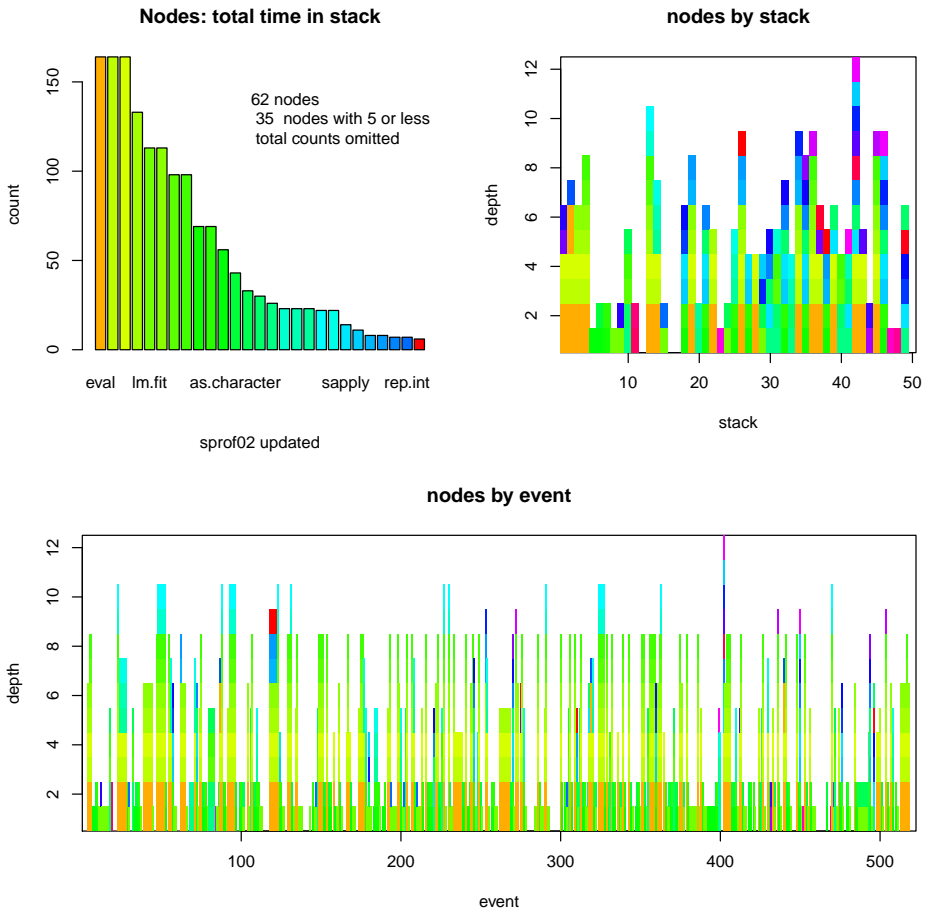 Nodes: total time in stack
count
0
50
100
150
62 nodes
35 nodes with 5 or less
total counts omitted
eval lm.fit as.character sapply rep.int
sprof02 updated
nodes by stack
depth
2
4
6
8
10
12
10 20 30 40 50
stack
nodes by event
depth
2
4
6
8
10
12
100 200 300 400 500
event